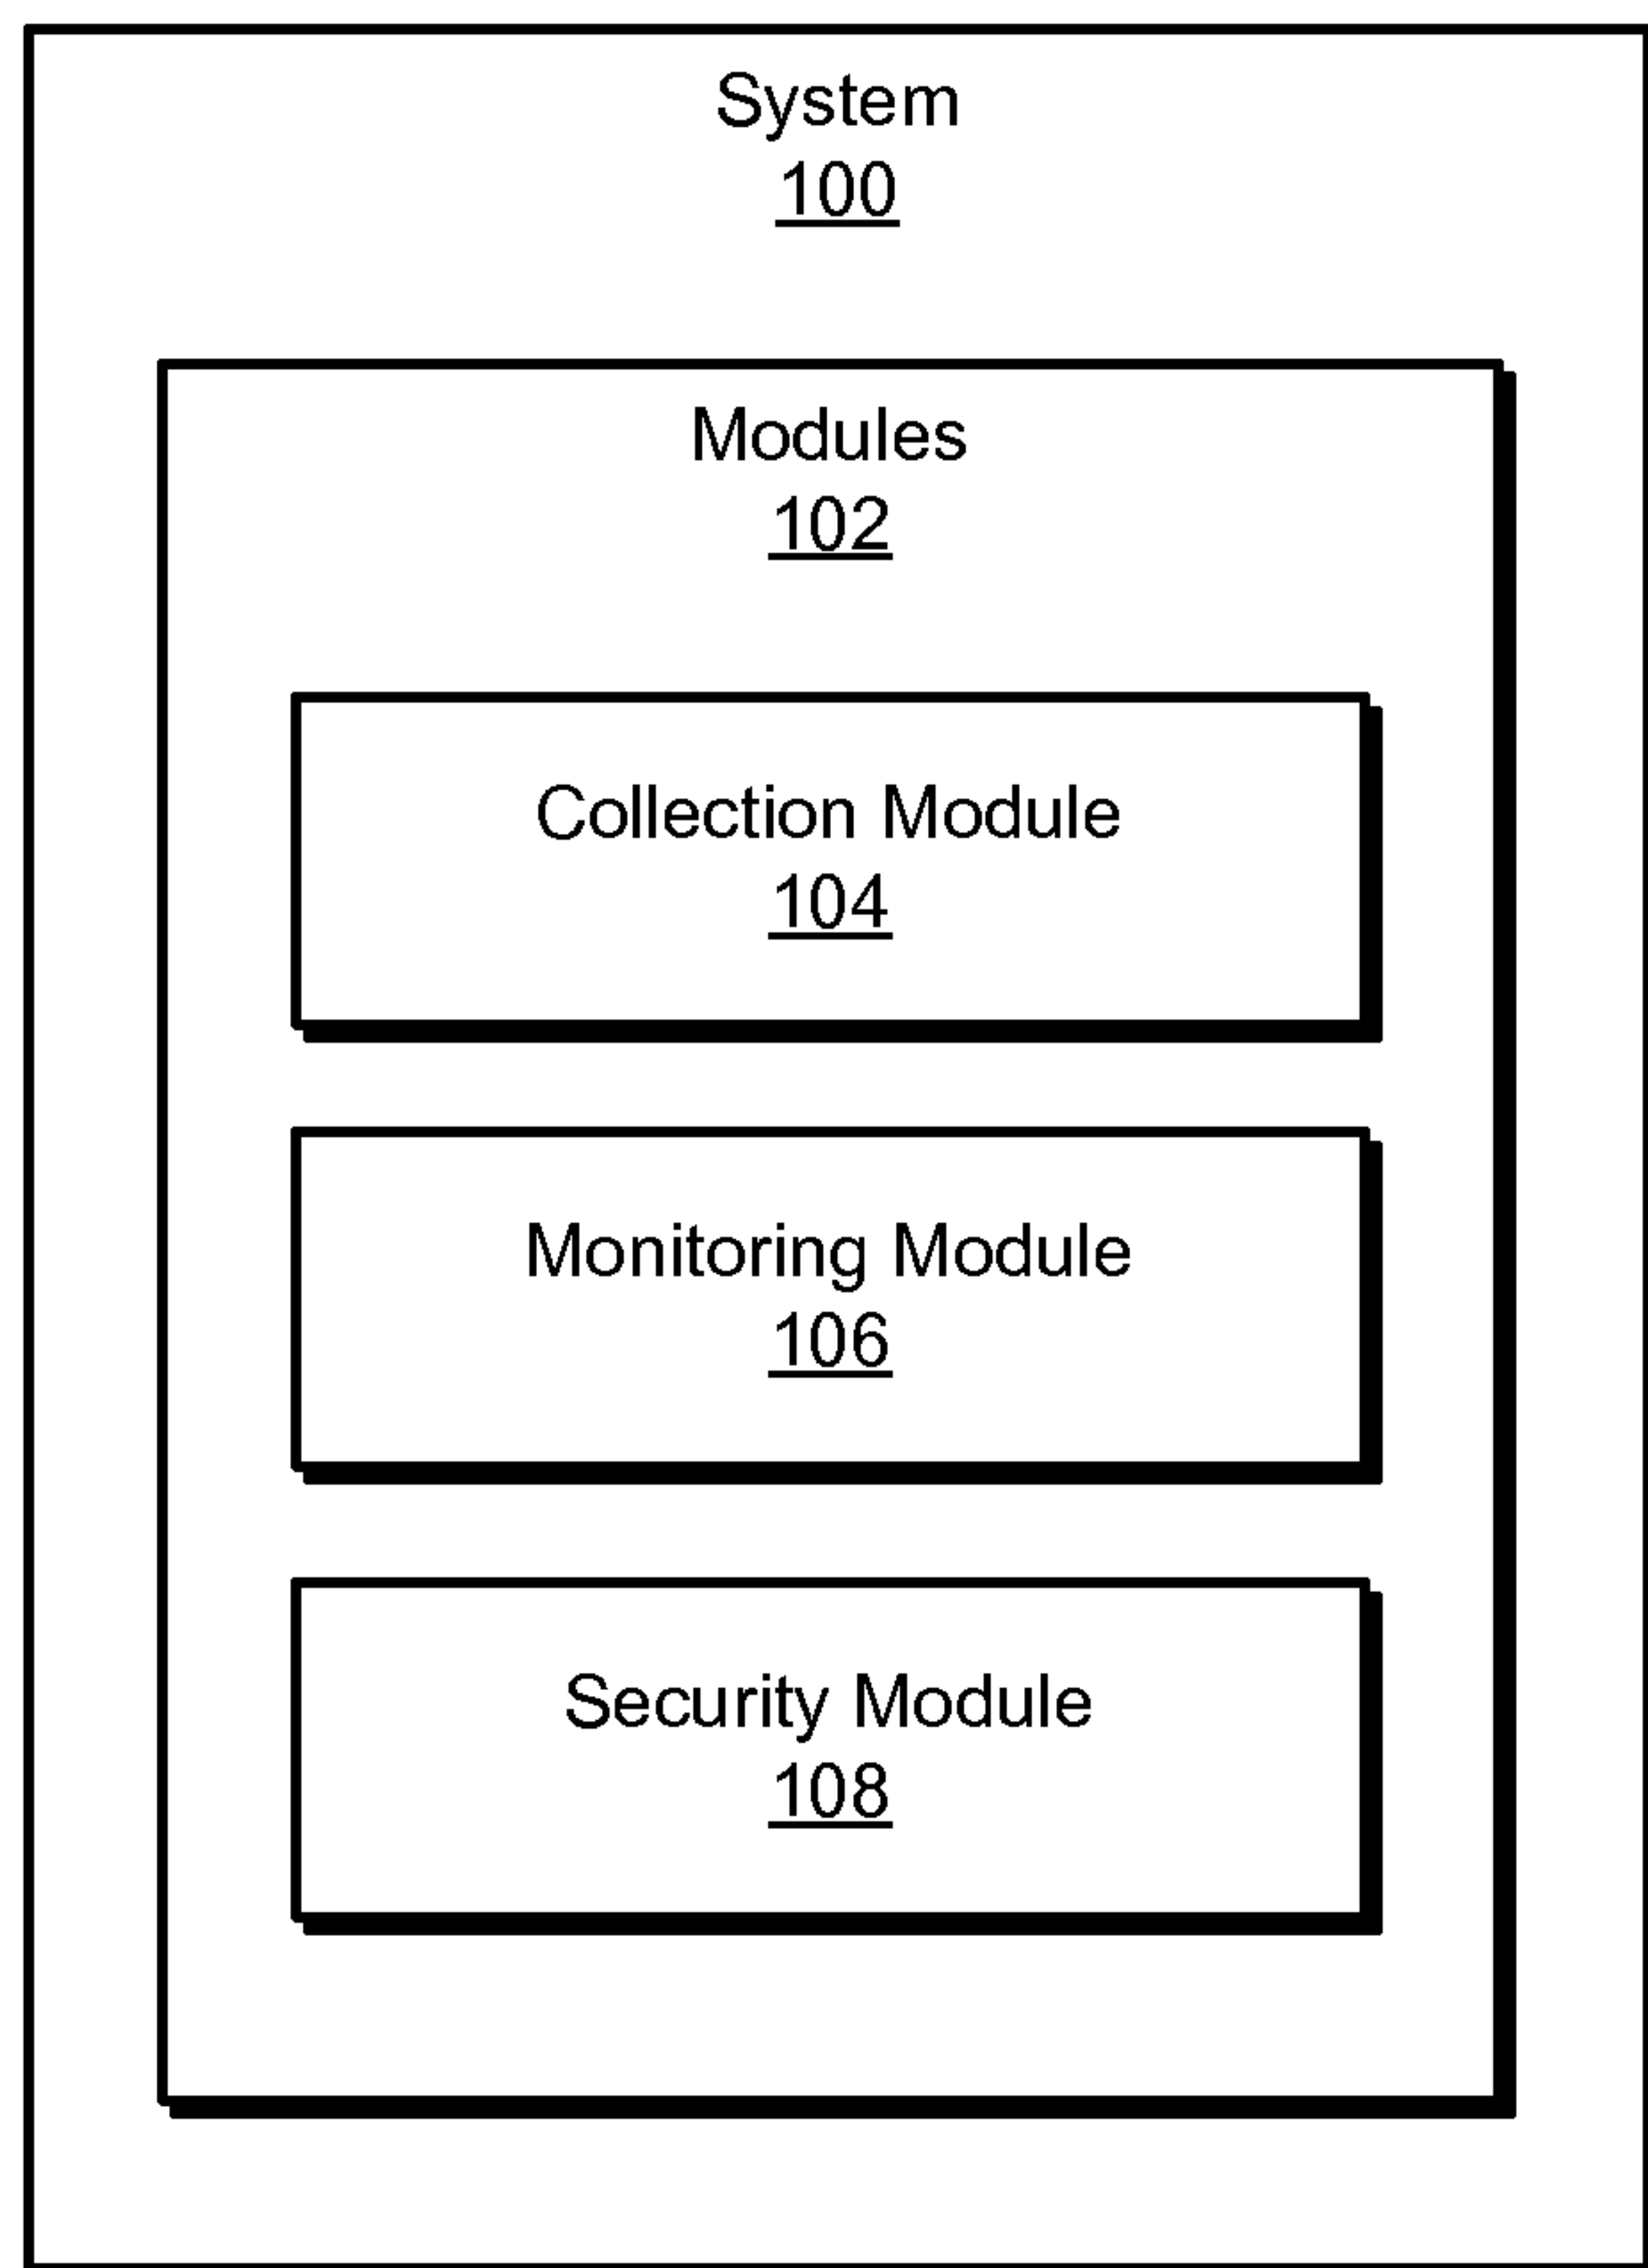 System
100
Modules
102
Collection Module
104
Monitoring Module
106
Security Module
108